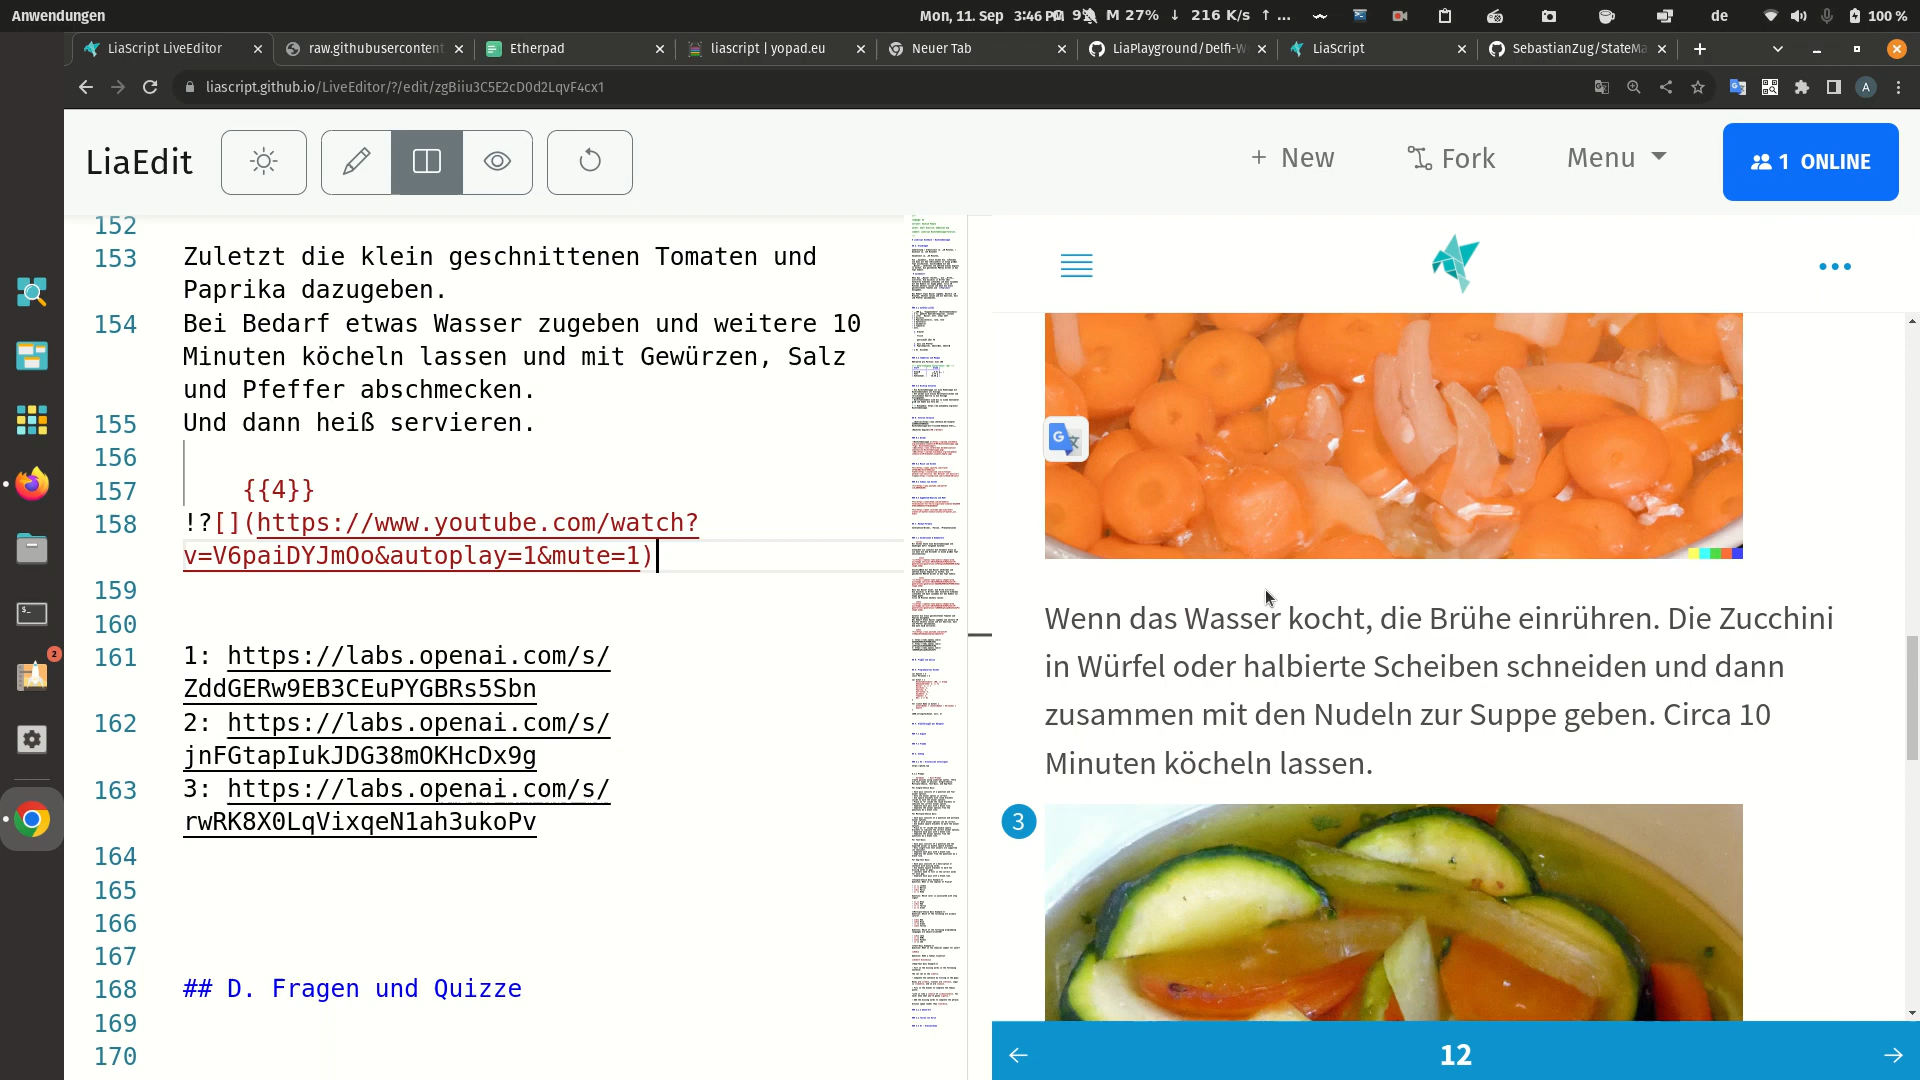 Anwendungen
Mon, 11. Sep 3:46 PM
M 27% ↓ 216 K/s ↑ ...
de
100 %
LiaScript LiveEditor
raw.githubusercontent
Etherpad
liascript | yopad.eu
Neuer Tab
LiaPlayground/Delfi-W
LiaScript
SebastianZug/StateMa
liascript.github.io/LiveEditor/?/edit/zgBiiu3C5E2cD0d2LqvF4cx1
A
LiaEdit
+ New
Fork
Menu
1 ONLINE
152
153 Zuletzt die klein geschnittenen Tomaten und
Paprika dazugeben.
154 Bei Bedarf etwas Wasser zugeben und weitere 10
Minuten köcheln lassen und mit Gewürzen, Salz
und Pfeffer abschmecken.
155 Und dann heiß servieren.
156
157 {{4}}
158 !?[](https://www.youtube.com/watch?
v=V6paiDYJmOo&autoplay=1&mute=1)
159
160
161 1: https://labs.openai.com/s/
ZddGERw9EB3CEuPYGBRs5Sbn
162 2: https://labs.openai.com/s/
jnFGtapIukJDG38mOKHcDx9g
163 3: https://labs.openai.com/s/
rwRK8X0LqVixqeN1ah3ukoPv
164
165
166
167
168 ## D. Fragen und Quizze
169
170
2
Wenn das Wasser kocht, die Brühe einrühren. Die Zucchini
in Würfel oder halbierte Scheiben schneiden und dann
zusammen mit den Nudeln zur Suppe geben. Circa 10
Minuten köcheln lassen.
3
12